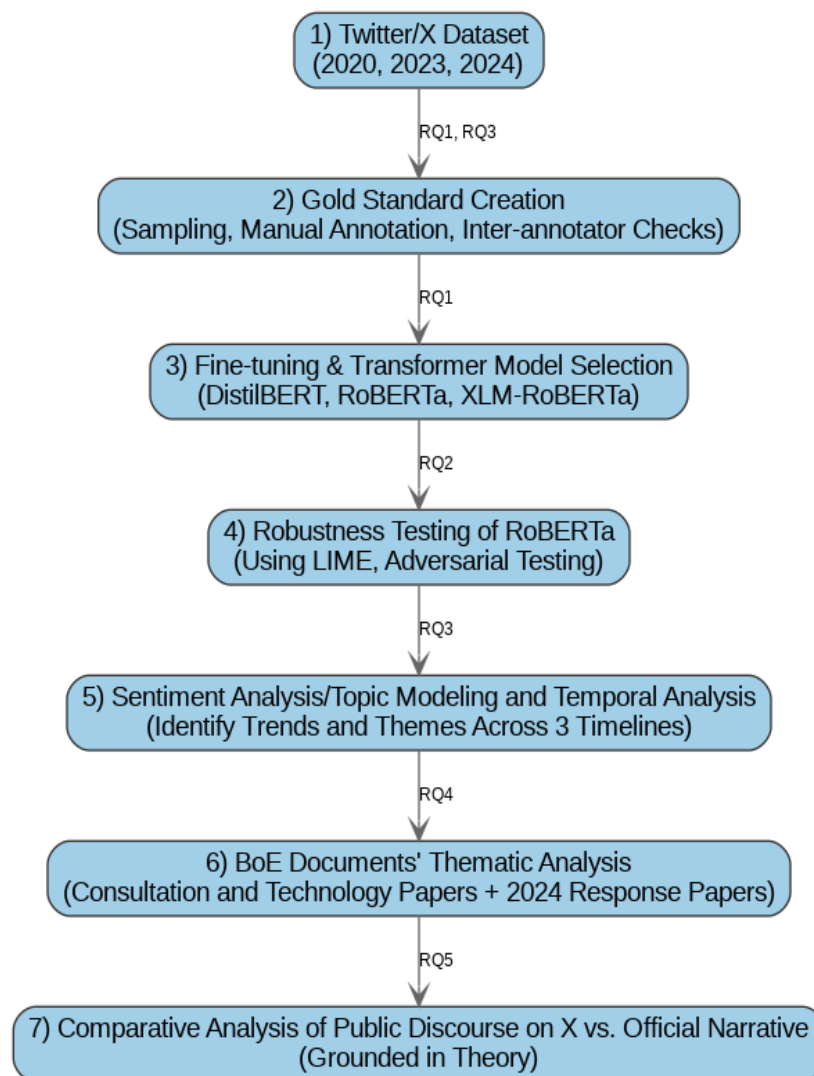 1) Twitter/X Dataset
(2020, 2023, 2024)
RQ1, RQ3
2) Gold Standard Creation
(Sampling, Manual Annotation, Inter-annotator Checks)
RQ1
3) Fine-tuning & Transformer Model Selection
(DistilBERT, RoBERTa, XLM-RoBERTa)
RQ2
4) Robustness Testing of RoBERTa
(Using LIME, Adversarial Testing)
RQ3
5) Sentiment Analysis/Topic Modeling and Temporal Analysis
(Identify Trends and Themes Across 3 Timelines)
RQ4
6) BoE Documents' Thematic Analysis
(Consultation and Technology Papers + 2024 Response Papers)
RQ5
7) Comparative Analysis of Public Discourse on X vs. Official Narrative
(Grounded in Theory)